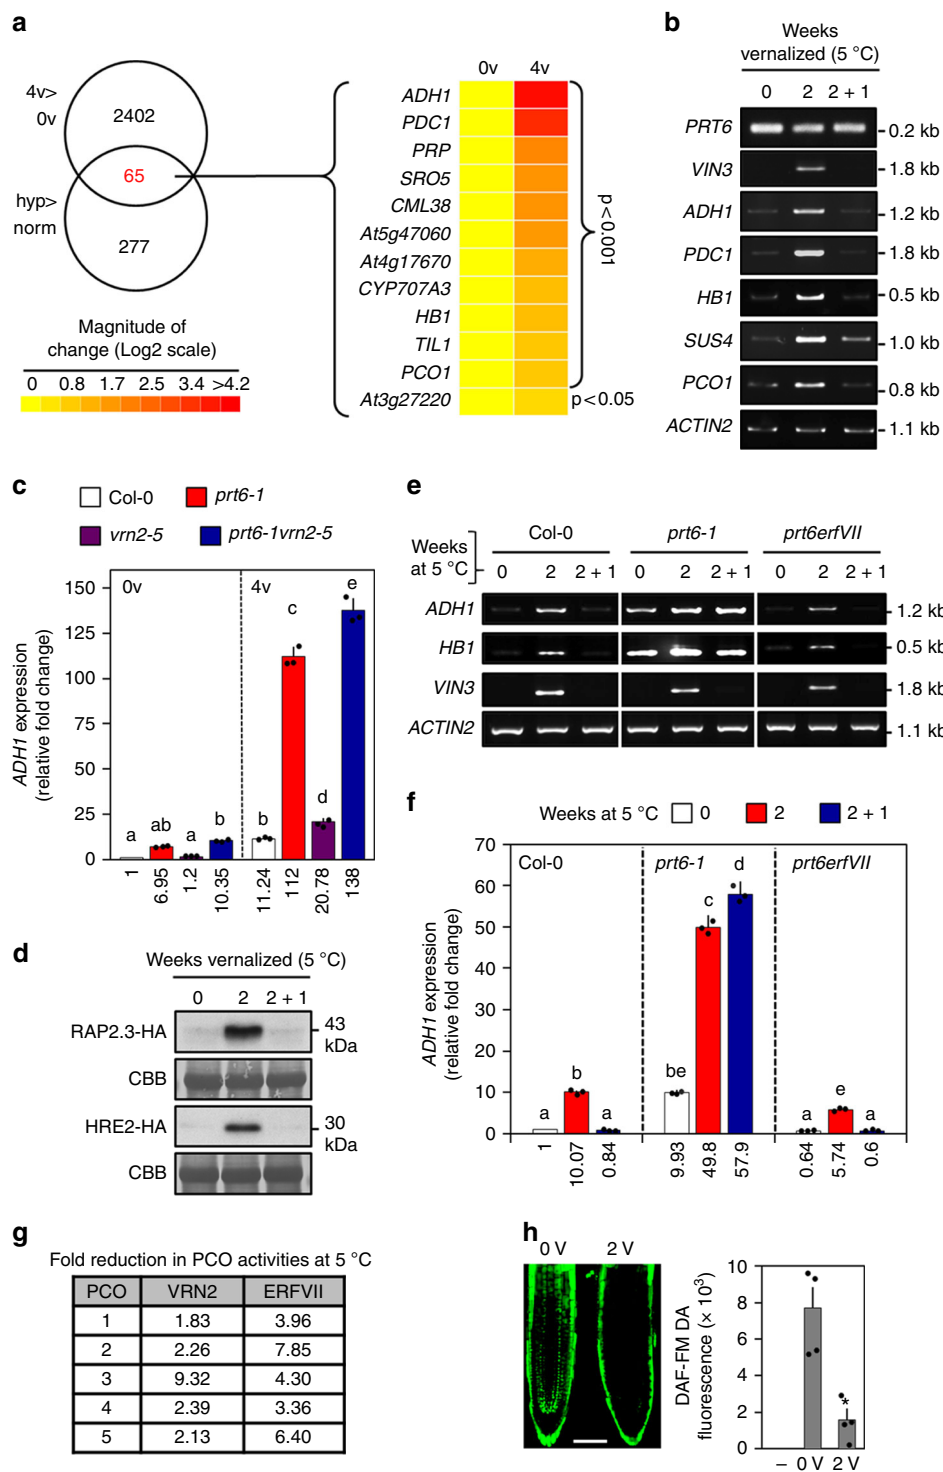 a
4v>
0v
2402
65
hyp>
norm
277
Magnitude of
change (Log2 scale)
0 0.8 1.7 2.5 3.4 >4.2
0v 4v
ADH1
PDC1
PRP
SRO5
CML38
At5g47060
At4g17670
CYP707A3
HB1
TIL1
PCO1
At3g27220
p<0.001
p<0.05
b
Weeks
vernalized (5 °C)
0 2 2 + 1
PRT6 0.2 kb
VIN3 1.8 kb
ADH1 1.2 kb
PDC1 1.8 kb
HB1 0.5 kb
SUS4 1.0 kb
PCO1 0.8 kb
ACTIN2 1.1 kb
c
Col-0 prt6-1
vrn2-5 prt6-1vrn2-5
ADH1 expression
(relative fold change)
150
125
100
75
50
25
0
0v 4v
a ab a b b c d e
1 6.95 1.2 10.35 11.24 112 20.78 138
d
Weeks vernalized (5 °C)
0 2 2 + 1
RAP2.3-HA 43
kDa
CBB
HRE2-HA 30
kDa
CBB
e
Weeks
at 5 °C
Col-0 prt6-1 prt6erfVII
0 2 2 + 1 0 2 2 + 1 0 2 2 + 1
ADH1 1.2 kb
HB1 0.5 kb
VIN3 1.8 kb
ACTIN2 1.1 kb
f
Weeks at 5 °C 0 2 2 + 1
ADH1 expression
(relative fold change)
70
60
50
40
30
20
10
0
Col-0 prt6-1 prt6erfVII
a b a be c d a e a
1 10.07 0.84 9.93 49.8 57.9 0.64 5.74 0.6
g
Fold reduction in PCO activities at 5 °C
PCO VRN2 ERFVII
1 1.83 3.96
2 2.26 7.85
3 9.32 4.30
4 2.39 3.36
5 2.13 6.40
h
0 V 2 V
DAF-FM DA
fluorescence (× 10³)
10
8
6
4
2
0
*
– 0 V 2 V